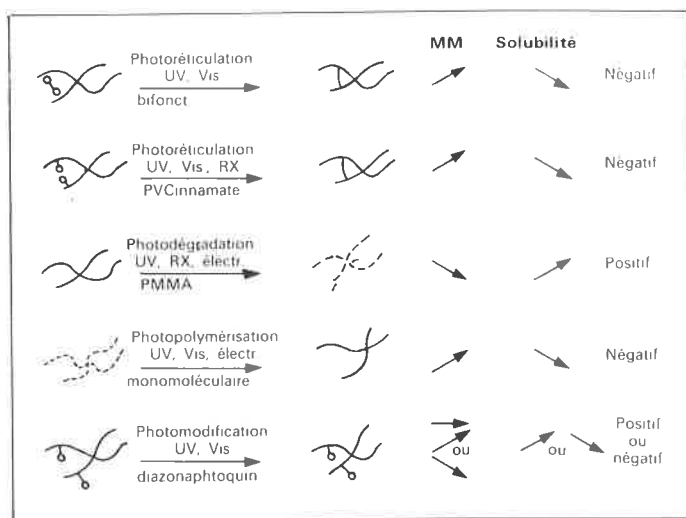 MM Solubilité
Photoréticulation
UV, Vis
bifonct.
Négatif
Photoréticulation
UV, Vis, RX
PVCinnamate
Négatif
Photodégradation
UV, RX, électr.
PMMA
Positif
Photopolymérisation
UV, Vis, électr
monomoléculaire
Négatif
Photomodification
UV, Vis
diazonaphtoquin
ou
ou
Positif
ou
négatif